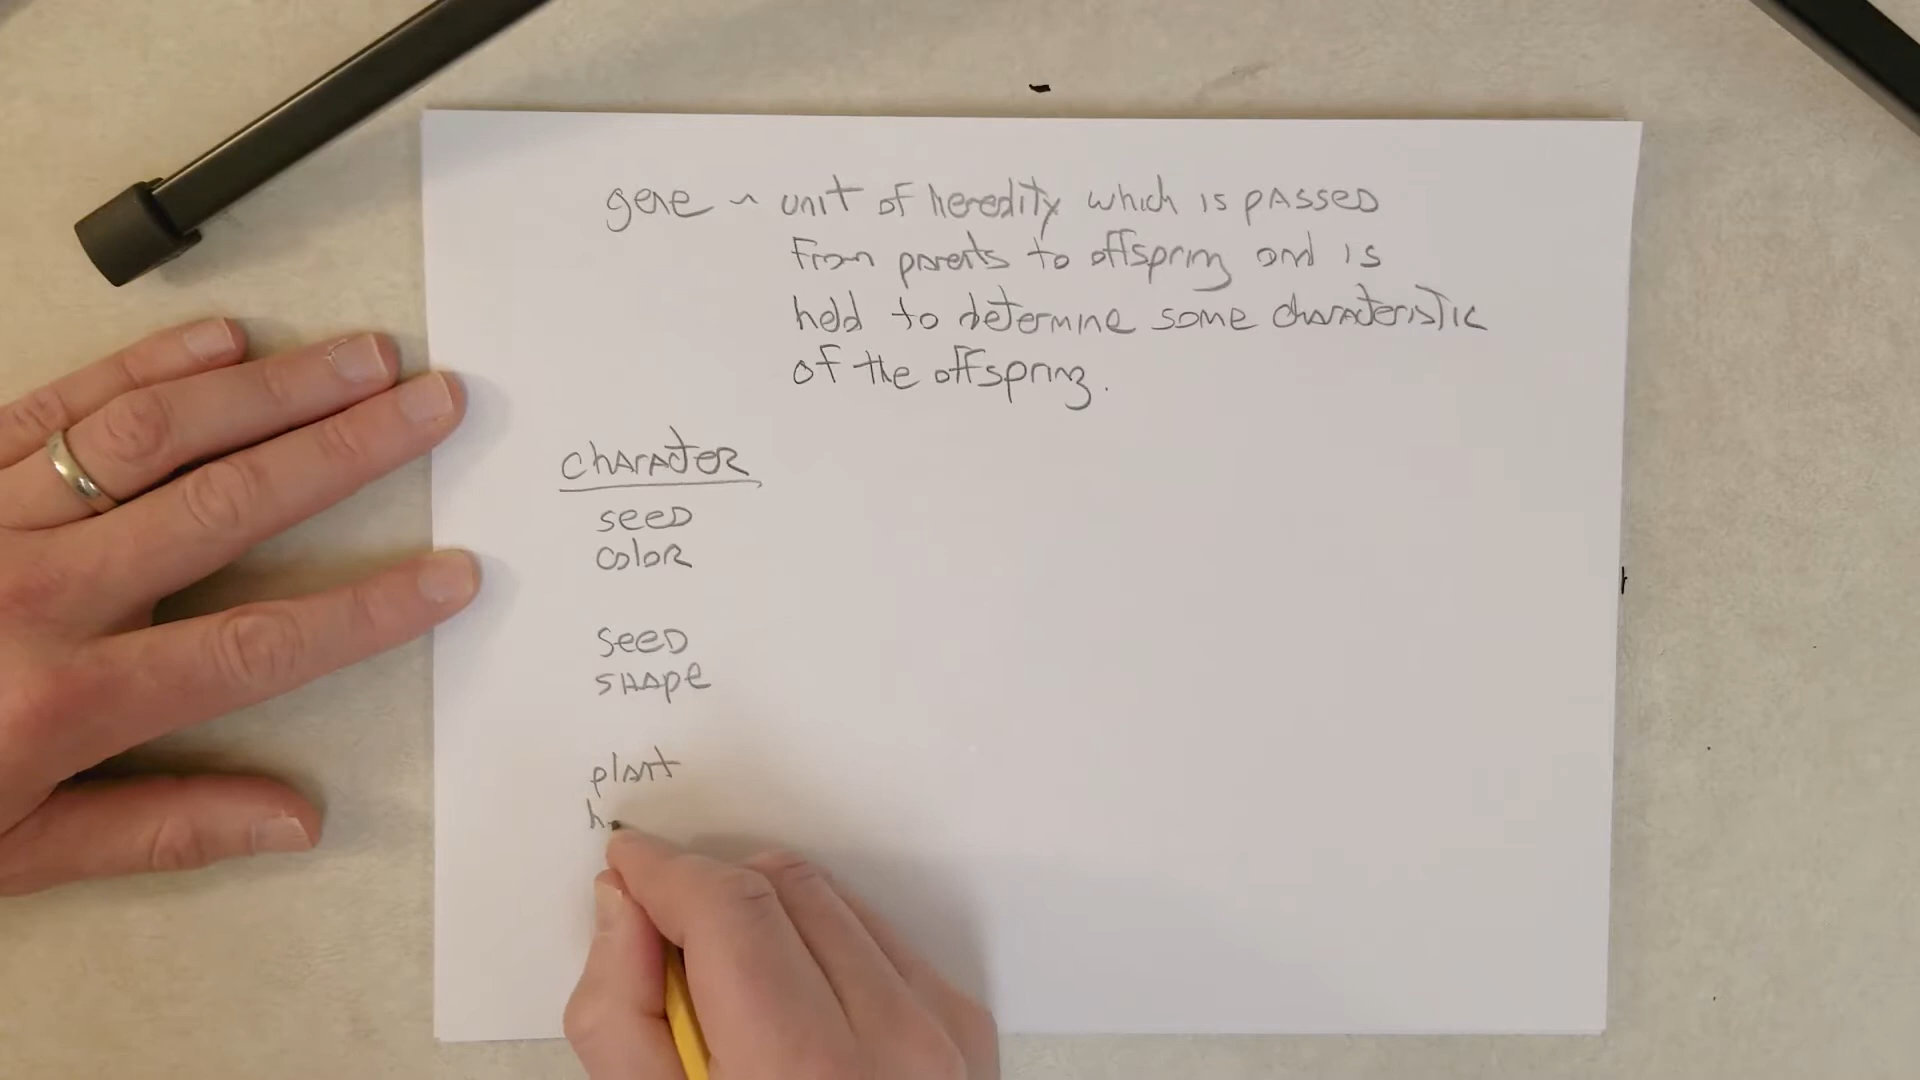 gene ~ unit of heredity which is passed
from parents to offspring and is
held to determine some characteristic
of the offspring.
character
seed
color
seed
shape
plant
h